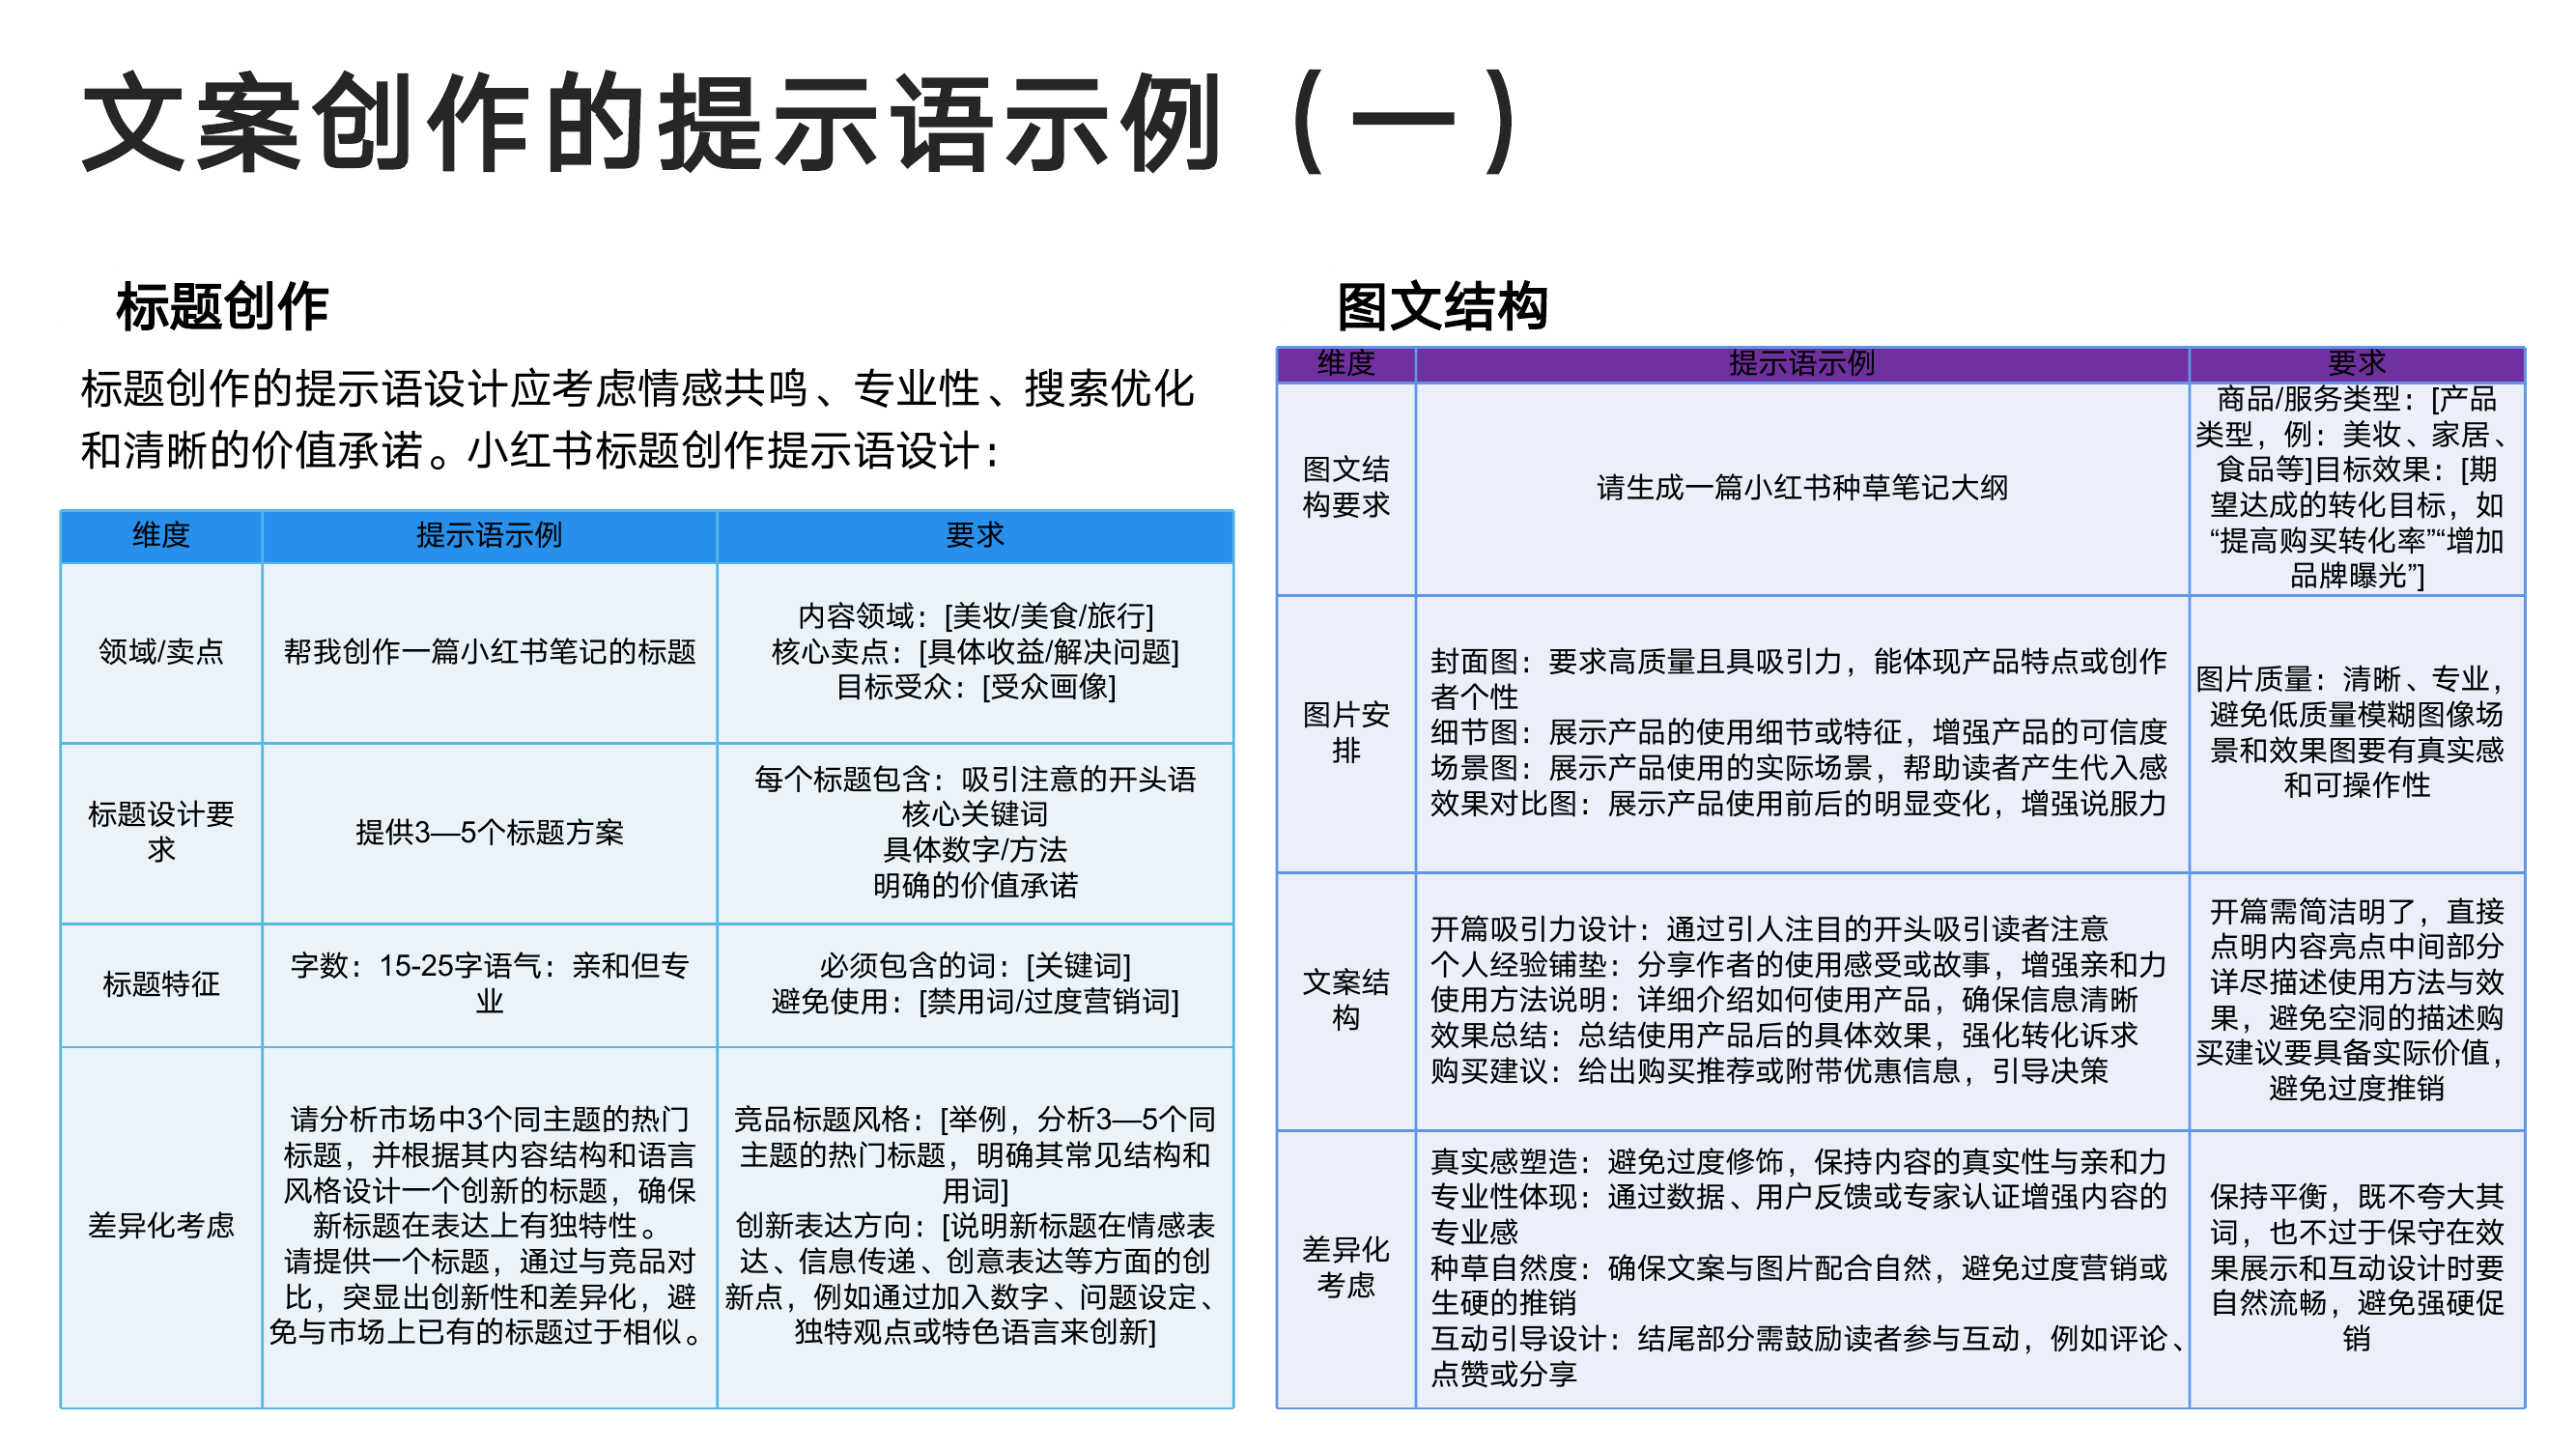 文案创作的提示语示例（一）
标题创作
标题创作的提示语设计应考虑情感共鸣、专业性、搜索优化
和清晰的价值承诺。小红书标题创作提示语设计：
维度
提示语示例
要求
领域/卖点
帮我创作一篇小红书笔记的标题
内容领域：[美妆/美食/旅行]
核心卖点：[具体收益/解决问题]
目标受众：[受众画像]
标题设计要
求
提供3—5个标题方案
每个标题包含：吸引注意的开头语
核心关键词
具体数字/方法
明确的价值承诺
标题特征
字数：15-25字语气：亲和但专
业
必须包含的词：[关键词]
避免使用：[禁用词/过度营销词]
差异化考虑
请分析市场中3个同主题的热门
标题，并根据其内容结构和语言
风格设计一个创新的标题，确保
新标题在表达上有独特性。
请提供一个标题，通过与竞品对
比，突显出创新性和差异化，避
免与市场上已有的标题过于相似。
竞品标题风格：[举例，分析3—5个同
主题的热门标题，明确其常见结构和
用词]
创新表达方向：[说明新标题在情感表
达、信息传递、创意表达等方面的创
新点，例如通过加入数字、问题设定、
独特观点或特色语言来创新]
图文结构
维度
提示语示例
要求
图文结
构要求
请生成一篇小红书种草笔记大纲
商品/服务类型：[产品
类型，例：美妆、家居、
食品等]目标效果：[期
望达成的转化目标，如
“提高购买转化率”“增加
品牌曝光”]
图片安
排
封面图：要求高质量且具吸引力，能体现产品特点或创作
者个性
细节图：展示产品的使用细节或特征，增强产品的可信度
场景图：展示产品使用的实际场景，帮助读者产生代入感
效果对比图：展示产品使用前后的明显变化，增强说服力
图片质量：清晰、专业，
避免低质量模糊图像场
景和效果图要有真实感
和可操作性
文案结
构
开篇吸引力设计：通过引人注目的开头吸引读者注意
个人经验铺垫：分享作者的使用感受或故事，增强亲和力
使用方法说明：详细介绍如何使用产品，确保信息清晰
效果总结：总结使用产品后的具体效果，强化转化诉求
购买建议：给出购买推荐或附带优惠信息，引导决策
开篇需简洁明了，直接
点明内容亮点中间部分
详尽描述使用方法与效
果，避免空洞的描述购
买建议要具备实际价值，
避免过度推销
差异化
考虑
真实感塑造：避免过度修饰，保持内容的真实性与亲和力
专业性体现：通过数据、用户反馈或专家认证增强内容的
专业感
种草自然度：确保文案与图片配合自然，避免过度营销或
生硬的推销
互动引导设计：结尾部分需鼓励读者参与互动，例如评论、
点赞或分享
保持平衡，既不夸大其
词，也不过于保守在效
果展示和互动设计时要
自然流畅，避免强硬促
销